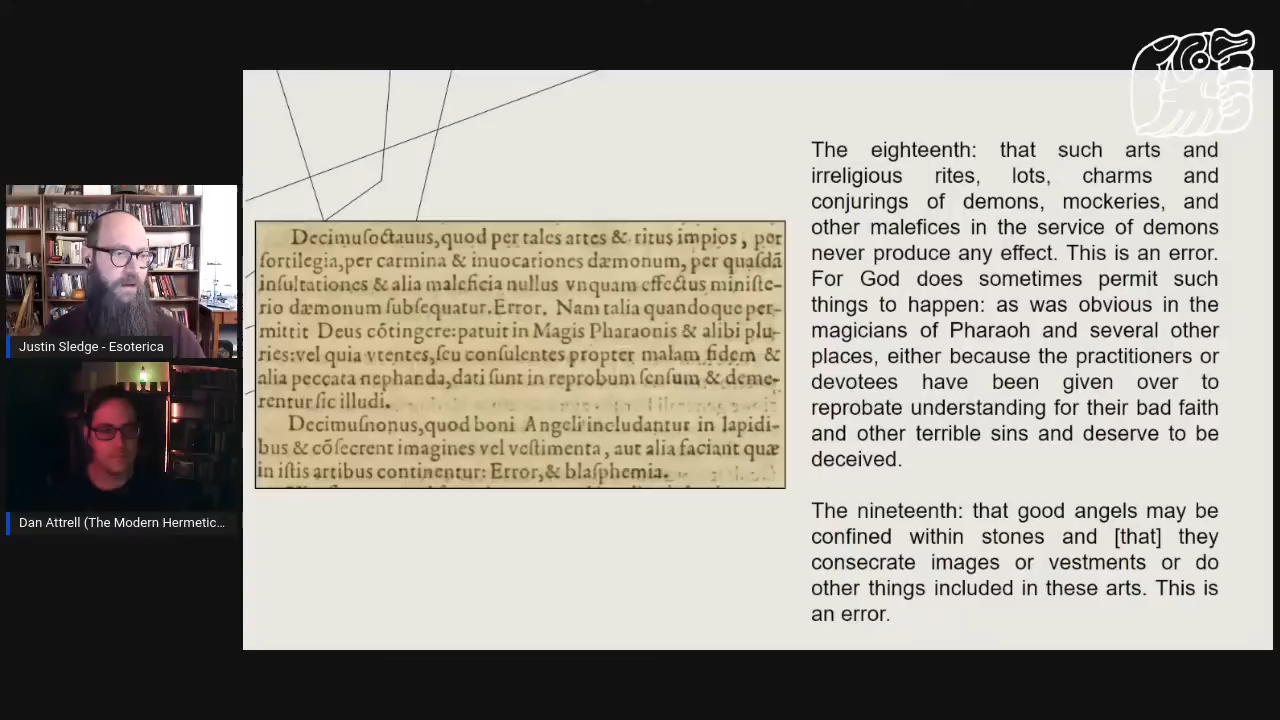 Decimuſoctauus, quod per tales artes & ritus impios, per
ſortilegia, per carmina & inuocationes dæmonum, per quaſdā
inſultationes & alia maleficia nullus vnquam effectus miniſte-
rio dæmonum ſubſequatur. Error. Nam talia quandoque per-
mittit Deus cōtingere: patuit in Magis Pharaonis & alibi plu-
ries: vel quia vtentes, ſeu conſulentes propter malam fidem &
alia peccata nephanda, dati ſunt in reprobum ſenſum & deme-
rentur ſic illudi.
Decimuſnonus, quod boni Angeli includantur in lapidi-
bus & cōſecrent imagines vel veſtimenta, aut alia faciant quæ
in iſtis artibus continentur: Error, & blaſphemia.
The eighteenth: that such arts and
irreligious rites, lots, charms and
conjurings of demons, mockeries, and
other malefices in the service of demons
never produce any effect. This is an error.
For God does sometimes permit such
things to happen: as was obvious in the
magicians of Pharaoh and several other
places, either because the practitioners or
devotees have been given over to
reprobate understanding for their bad faith
and other terrible sins and deserve to be
deceived.
The nineteenth: that good angels may be
confined within stones and [that] they
consecrate images or vestments or do
other things included in these arts. This is
an error.
Justin Sledge - Esoterica
Dan Attrell (The Modern Hermetic...